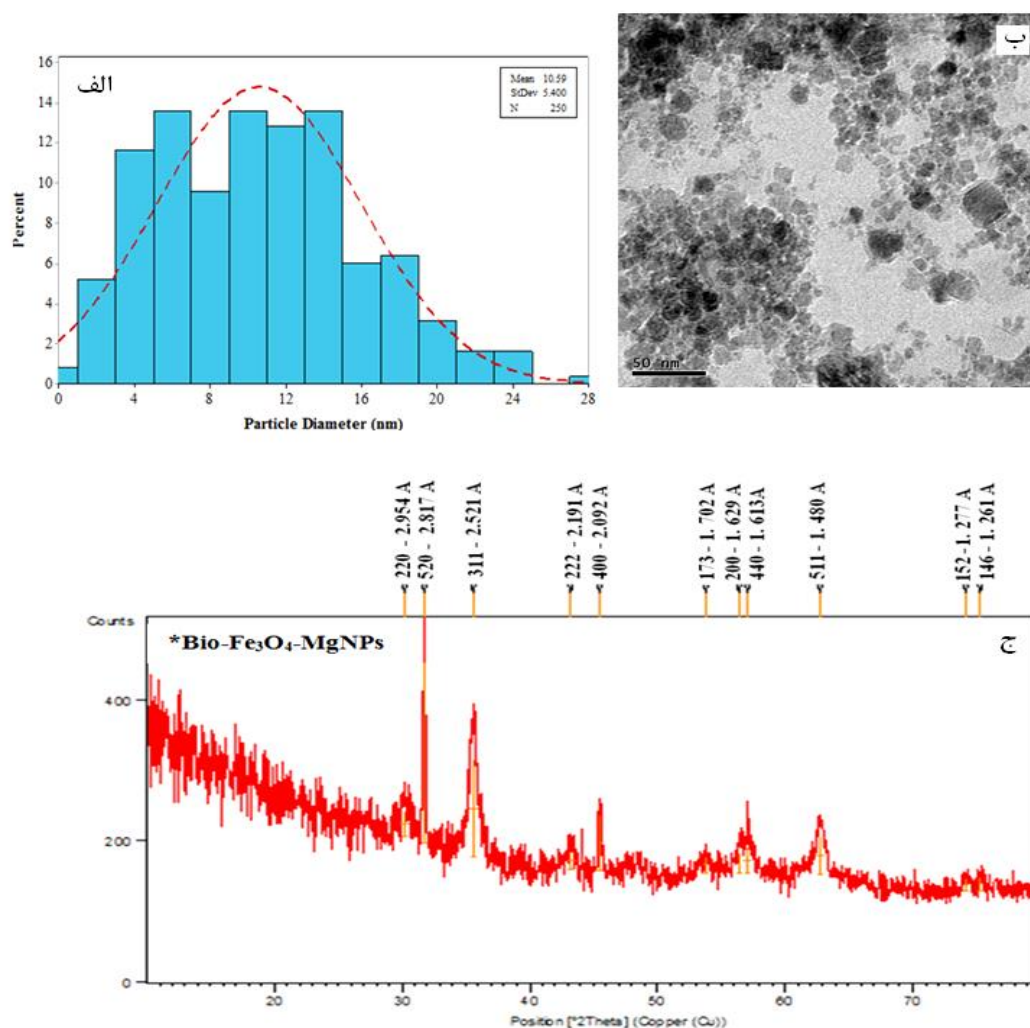 الف
16
14
12
10
8
6
4
2
0
Percent
Mean 10.59
StDev 5.400
N 250
0 4 8 12 16 20 24 28
Particle Diameter (nm)
ب
50 nm
220 - 2.954 A
520 - 2.817 A
311 - 2.521 A
222 - 2.191 A
400 - 2.092 A
173 - 1.702 A
200 - 1.629 A
440 - 1.613A
511 - 1.480 A
152- 1.277 A
146 - 1.261 A
Counts
*Bio-Fe₃O₄-MgNPs
ج
400
200
0
20 30 40 50 60 70
Position [°2Theta] (Copper (Cu))